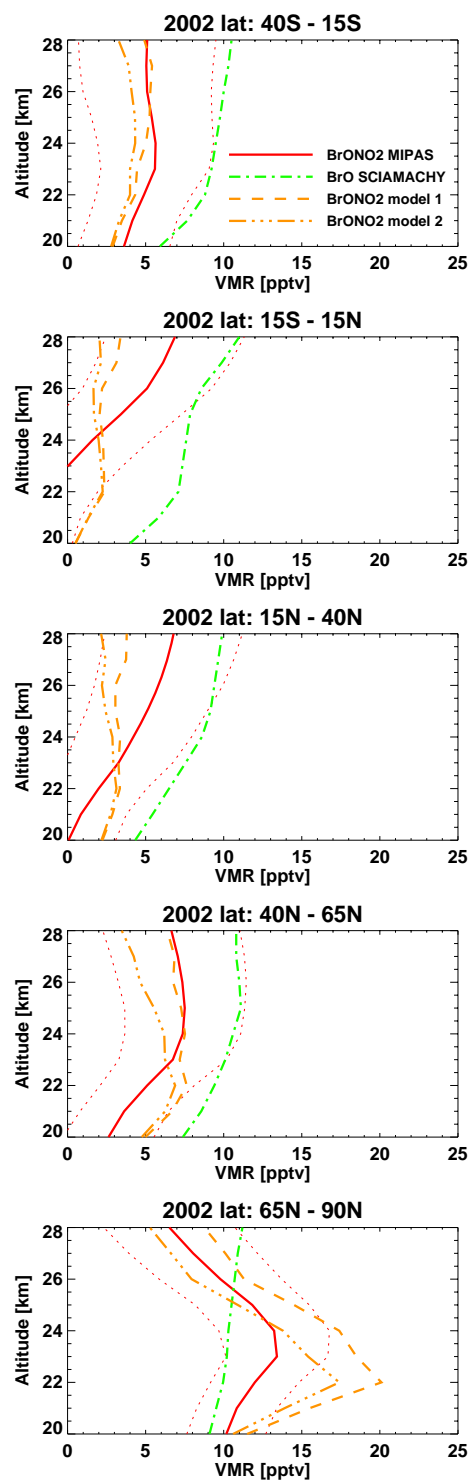 2002 lat: 40S - 15S
28
26
24
22
20
Altitude [km]
BrONO2 MIPAS
BrO SCIAMACHY
BrONO2 model 1
BrONO2 model 2
0 5 10 15 20 25
VMR [pptv]
2002 lat: 15S - 15N
28
26
24
22
20
Altitude [km]
0 5 10 15 20 25
VMR [pptv]
2002 lat: 15N - 40N
28
26
24
22
20
Altitude [km]
0 5 10 15 20 25
VMR [pptv]
2002 lat: 40N - 65N
28
26
24
22
20
Altitude [km]
0 5 10 15 20 25
VMR [pptv]
2002 lat: 65N - 90N
28
26
24
22
20
Altitude [km]
0 5 10 15 20 25
VMR [pptv]